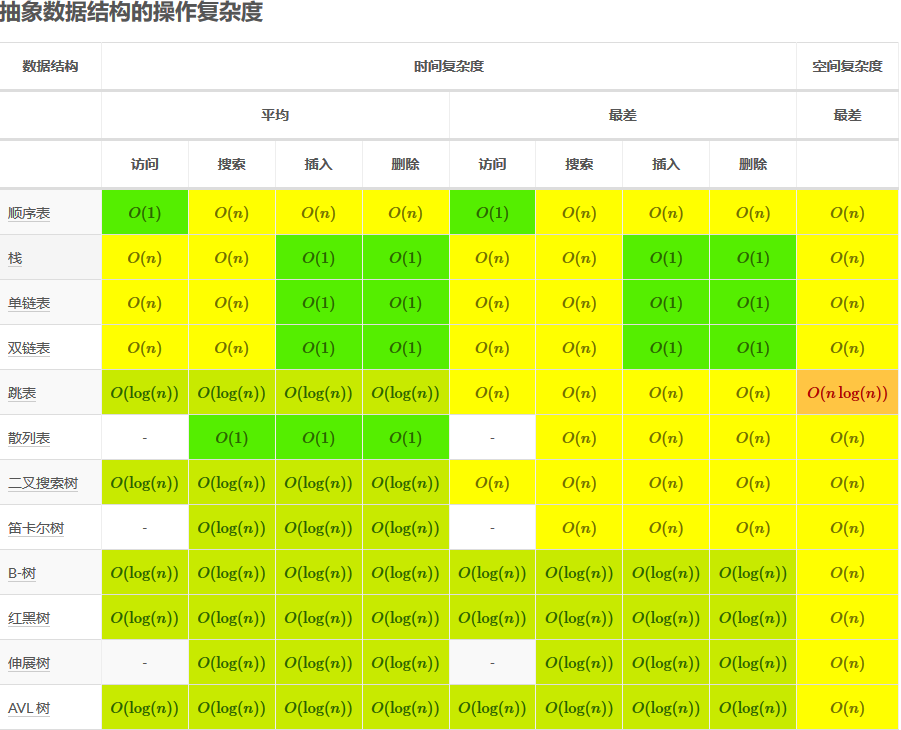 抽象数据结构的操作复杂度
数据结构 时间复杂度 空间复杂度
平均 最差 最差
访问 搜索 插入 删除 访问 搜索 插入 删除
顺序表 O(1) O(n) O(n) O(n) O(1) O(n) O(n) O(n) O(n)
栈 O(n) O(n) O(1) O(1) O(n) O(n) O(1) O(1) O(n)
单链表 O(n) O(n) O(1) O(1) O(n) O(n) O(1) O(1) O(n)
双链表 O(n) O(n) O(1) O(1) O(n) O(n) O(1) O(1) O(n)
跳表 O(log(n)) O(log(n)) O(log(n)) O(log(n)) O(n) O(n) O(n) O(n) O(n log(n))
散列表 - O(1) O(1) O(1) - O(n) O(n) O(n) O(n)
二叉搜索树 O(log(n)) O(log(n)) O(log(n)) O(log(n)) O(n) O(n) O(n) O(n) O(n)
笛卡尔树 - O(log(n)) O(log(n)) O(log(n)) - O(n) O(n) O(n) O(n)
B-树 O(log(n)) O(log(n)) O(log(n)) O(log(n)) O(log(n)) O(log(n)) O(log(n)) O(log(n)) O(n)
红黑树 O(log(n)) O(log(n)) O(log(n)) O(log(n)) O(log(n)) O(log(n)) O(log(n)) O(log(n)) O(n)
伸展树 - O(log(n)) O(log(n)) O(log(n)) - O(log(n)) O(log(n)) O(log(n)) O(n)
AVL 树 O(log(n)) O(log(n)) O(log(n)) O(log(n)) O(log(n)) O(log(n)) O(log(n)) O(log(n)) O(n)